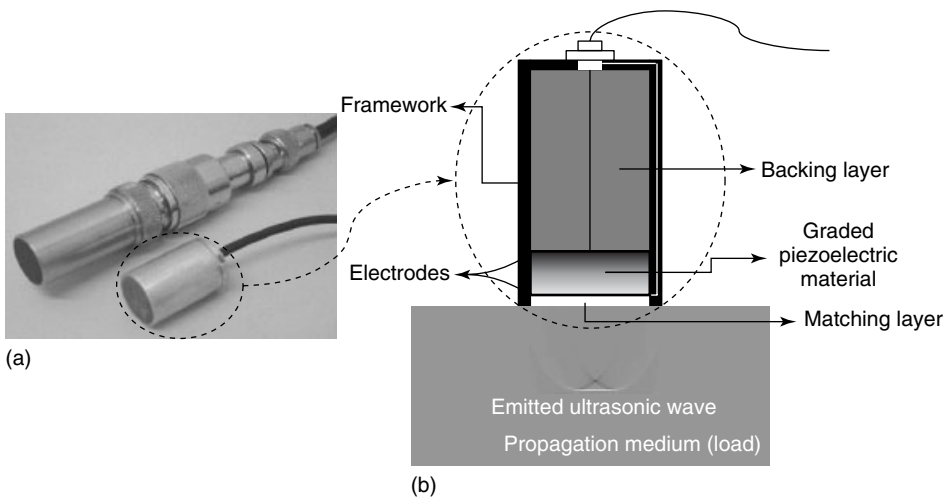 Framework
Backing layer
Graded
piezoelectric
material
Electrodes
Matching layer
(a)
Emitted ultrasonic wave
Propagation medium (load)
(b)